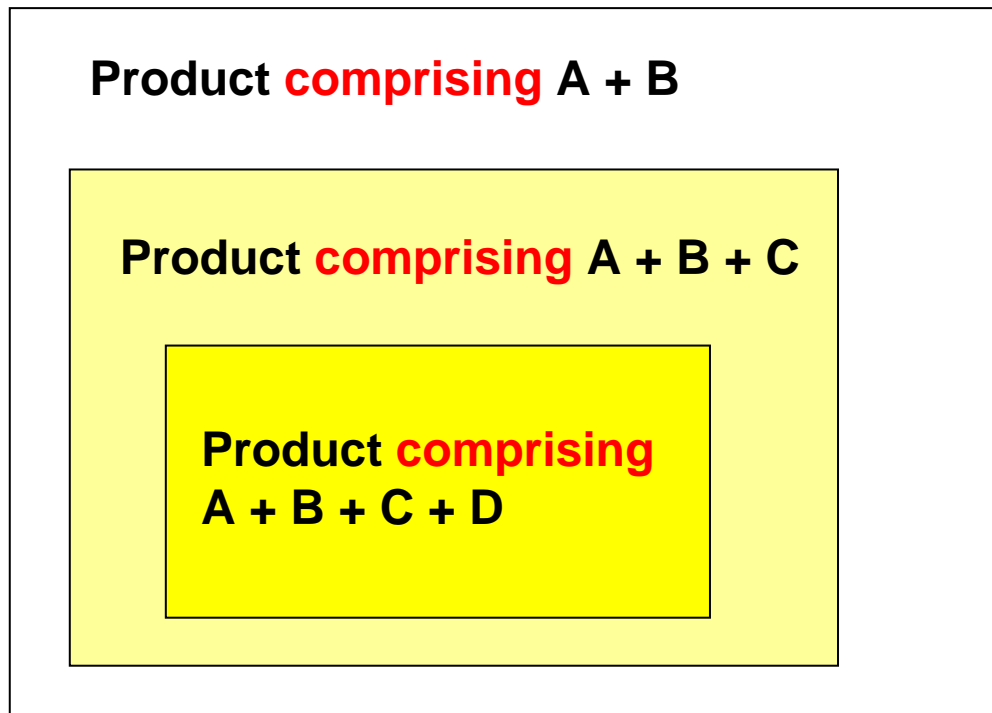 Product comprising A + B
Product comprising A + B + C
Product comprising
A + B + C + D